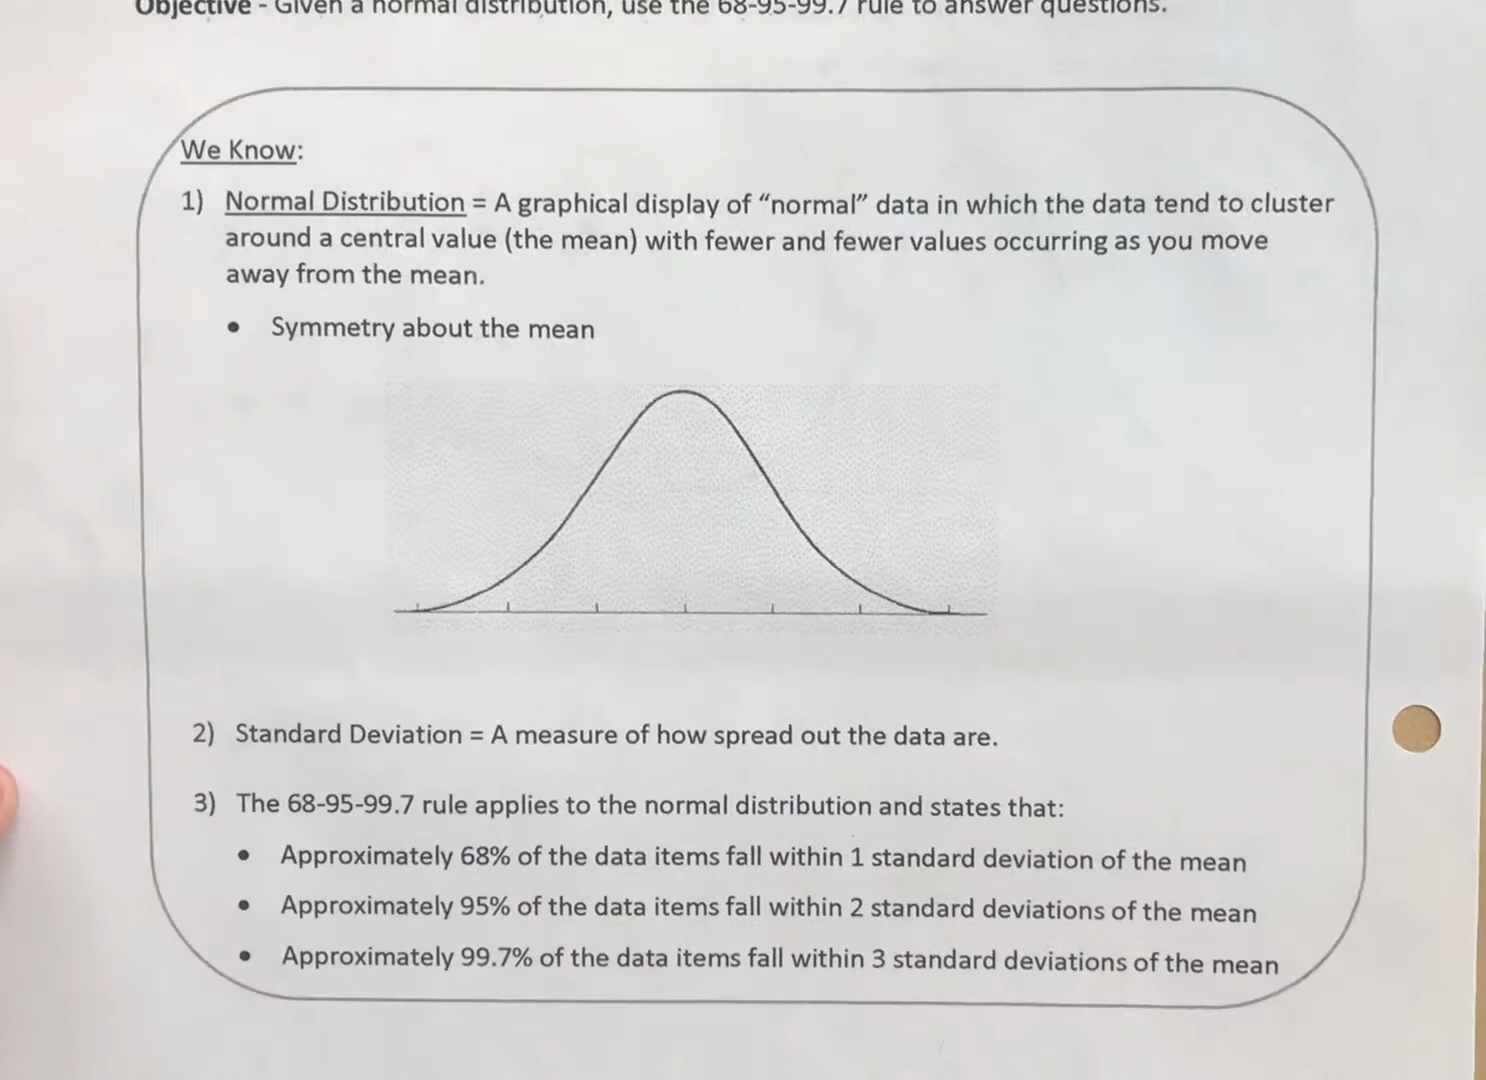 Objective - Given a normal distribution, use the 68-95-99.7 rule to answer questions.
We Know:
1) Normal Distribution = A graphical display of “normal” data in which the data tend to cluster
around a central value (the mean) with fewer and fewer values occurring as you move
away from the mean.
• Symmetry about the mean
2) Standard Deviation = A measure of how spread out the data are.
3) The 68-95-99.7 rule applies to the normal distribution and states that:
• Approximately 68% of the data items fall within 1 standard deviation of the mean
• Approximately 95% of the data items fall within 2 standard deviations of the mean
• Approximately 99.7% of the data items fall within 3 standard deviations of the mean